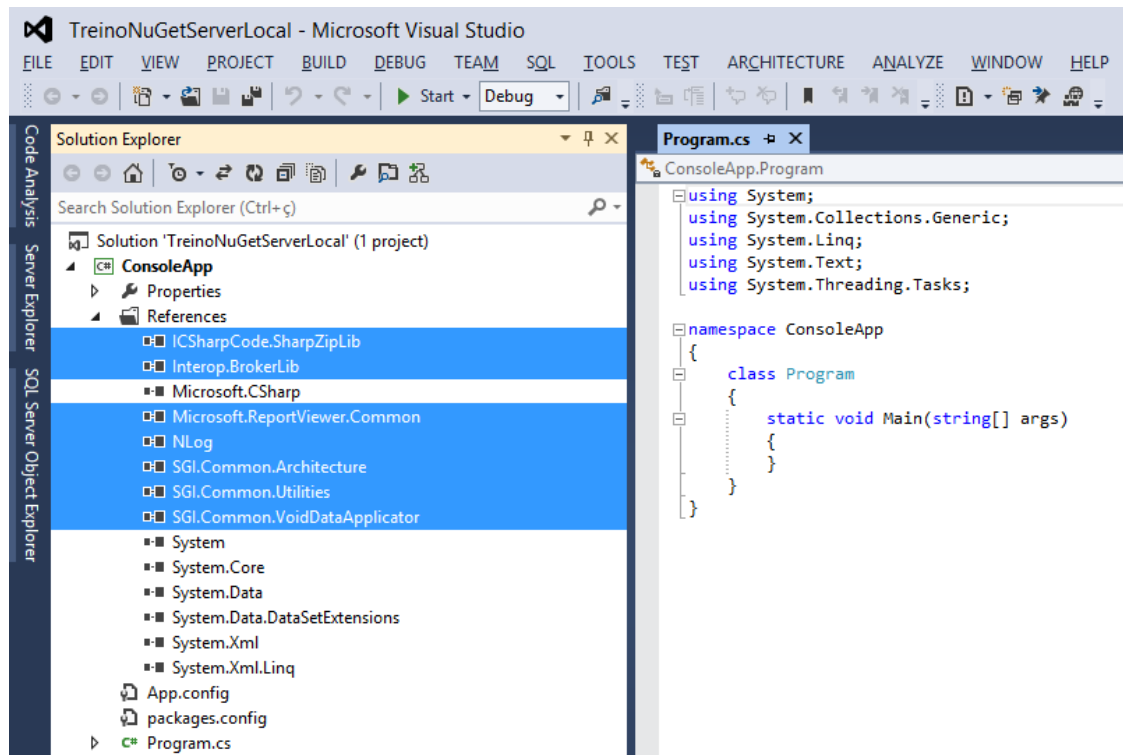 TreinoNuGetServerLocal - Microsoft Visual Studio
FILE EDIT VIEW PROJECT BUILD DEBUG TEAM SQL TOOLS TEST ARCHITECTURE ANALYZE WINDOW HELP
Start Debug
Code Analysis
Server Explorer
SQL Server Object Explorer
Solution Explorer
Search Solution Explorer (Ctrl+ç)
Solution 'TreinoNuGetServerLocal' (1 project)
C# ConsoleApp
Properties
References
ICSharpCode.SharpZipLib
Interop.BrokerLib
Microsoft.CSharp
Microsoft.ReportViewer.Common
NLog
SGI.Common.Architecture
SGI.Common.Utilities
SGI.Common.VoidDataApplicator
System
System.Core
System.Data
System.Data.DataSetExtensions
System.Xml
System.Xml.Linq
App.config
packages.config
C# Program.cs
Program.cs
ConsoleApp.Program
using System;
using System.Collections.Generic;
using System.Linq;
using System.Text;
using System.Threading.Tasks;
namespace ConsoleApp
{
class Program
{
static void Main(string[] args)
{
}
}
}